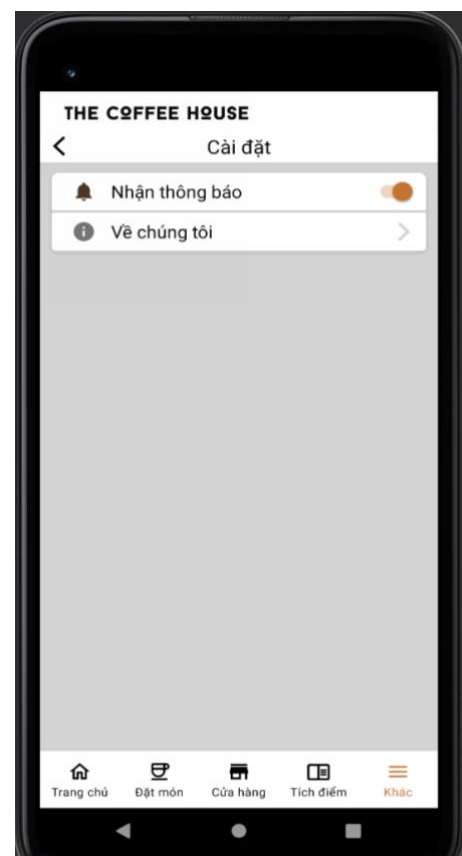 THE COFFEE HOUSE
Cài đặt
Nhận thông báo
Về chúng tôi
Trang chủ
Đặt món
Cửa hàng
Tích điểm
Khác